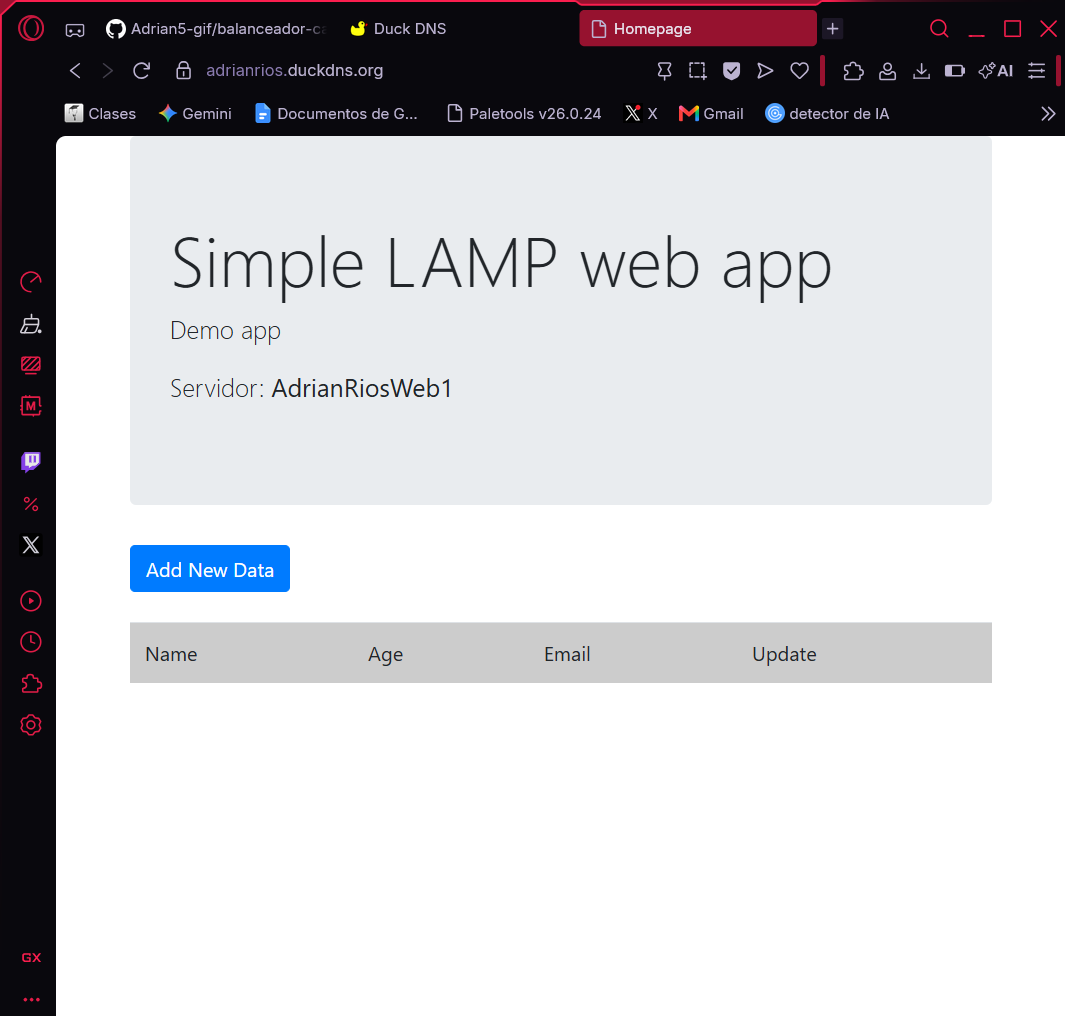 Adrian5-gif/balanceador-c
Duck DNS
Homepage
adrianrios.duckdns.org
AI
Clases
Gemini
Documentos de G...
Paletools v26.0.24
X
Gmail
detector de IA
Simple LAMP web app
Demo app
Servidor: AdrianRiosWeb1
Add New Data
Name Age Email Update
M
GX